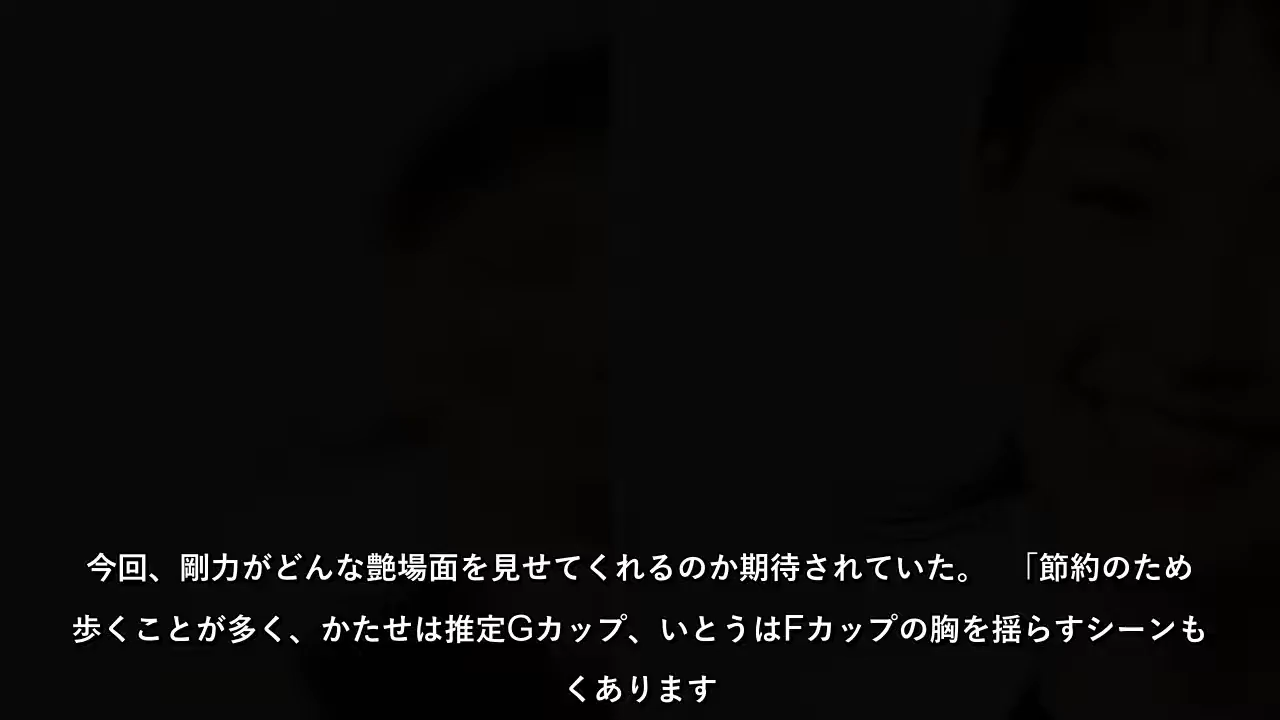 今回、剛力がどんな艶場面を見せてくれるのか期待されていた。　「節約のため
歩くことが多く、かたせは推定Gカップ、いとうはFカップの胸を揺らすシーンも
くあります